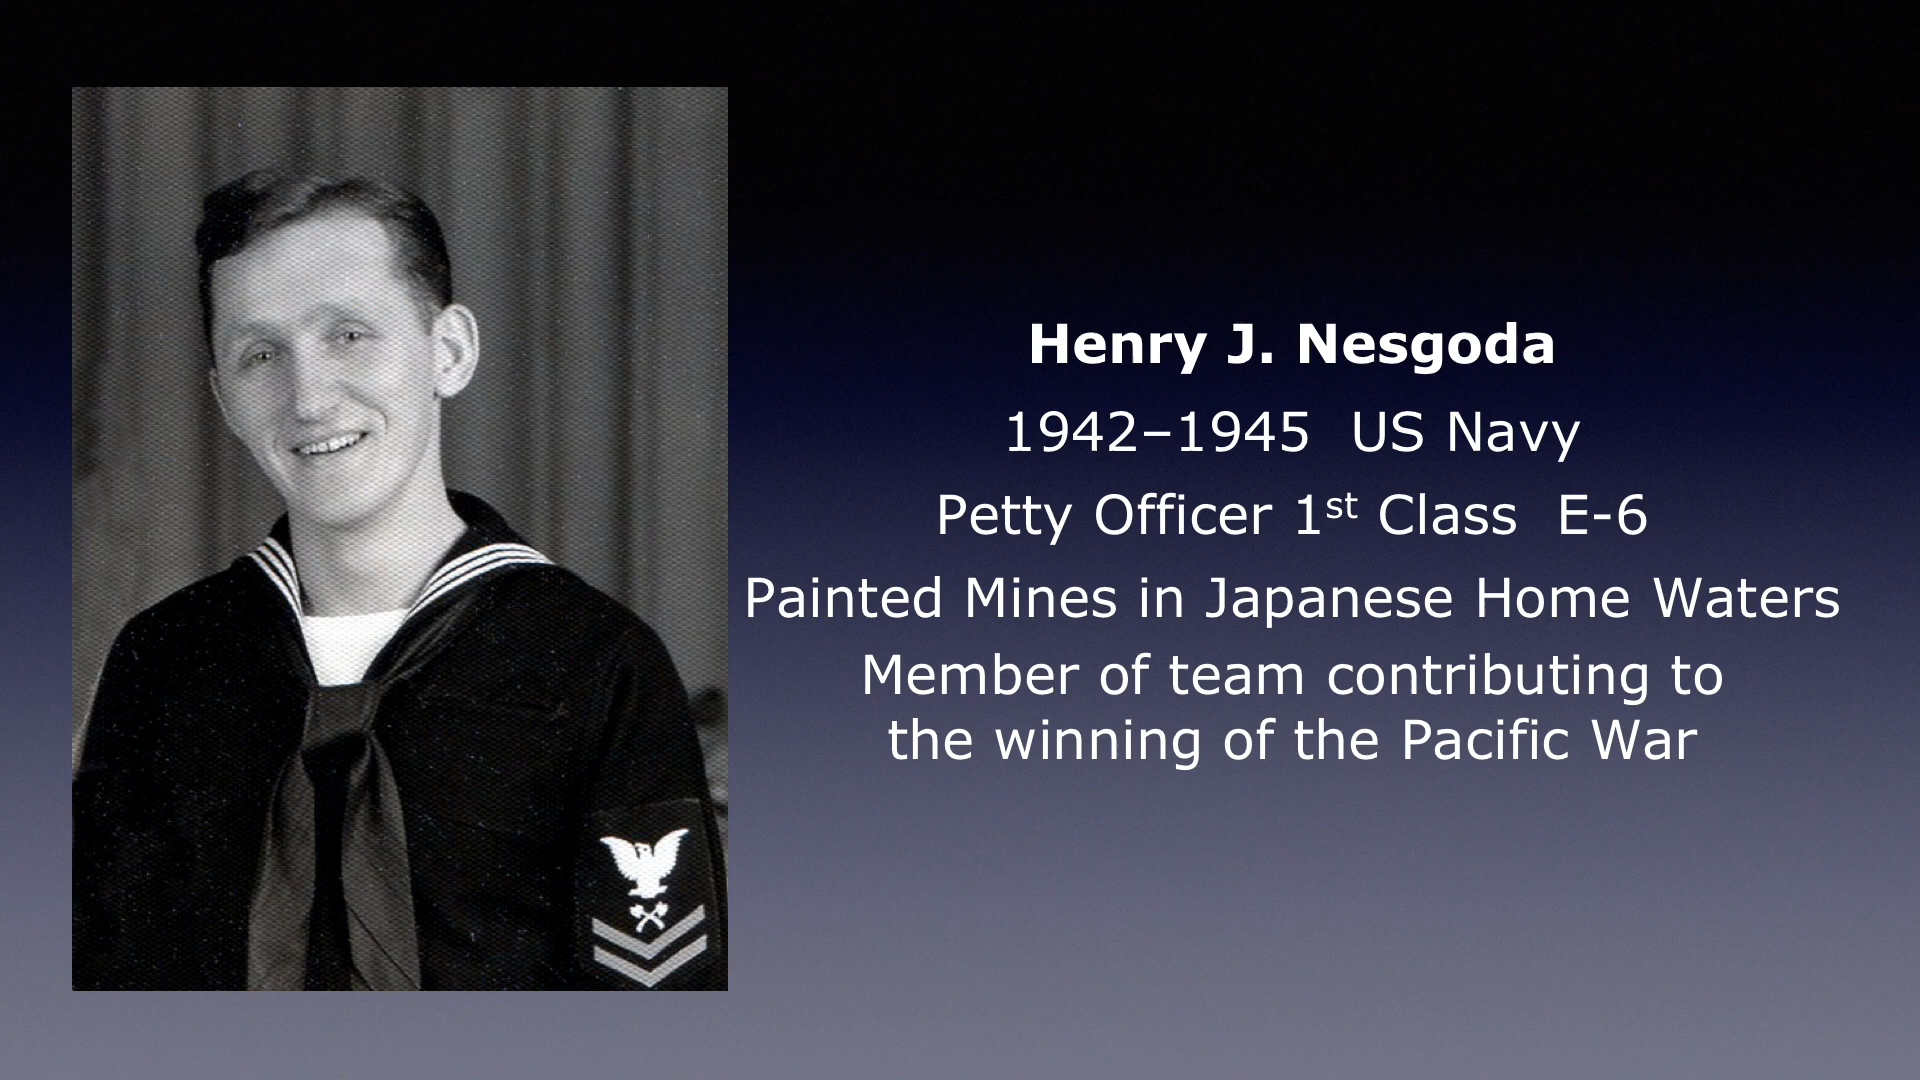 Henry J. Nesgoda
1942–1945 US Navy
Petty Officer 1st Class E-6
Painted Mines in Japanese Home Waters
Member of team contributing to
the winning of the Pacific War